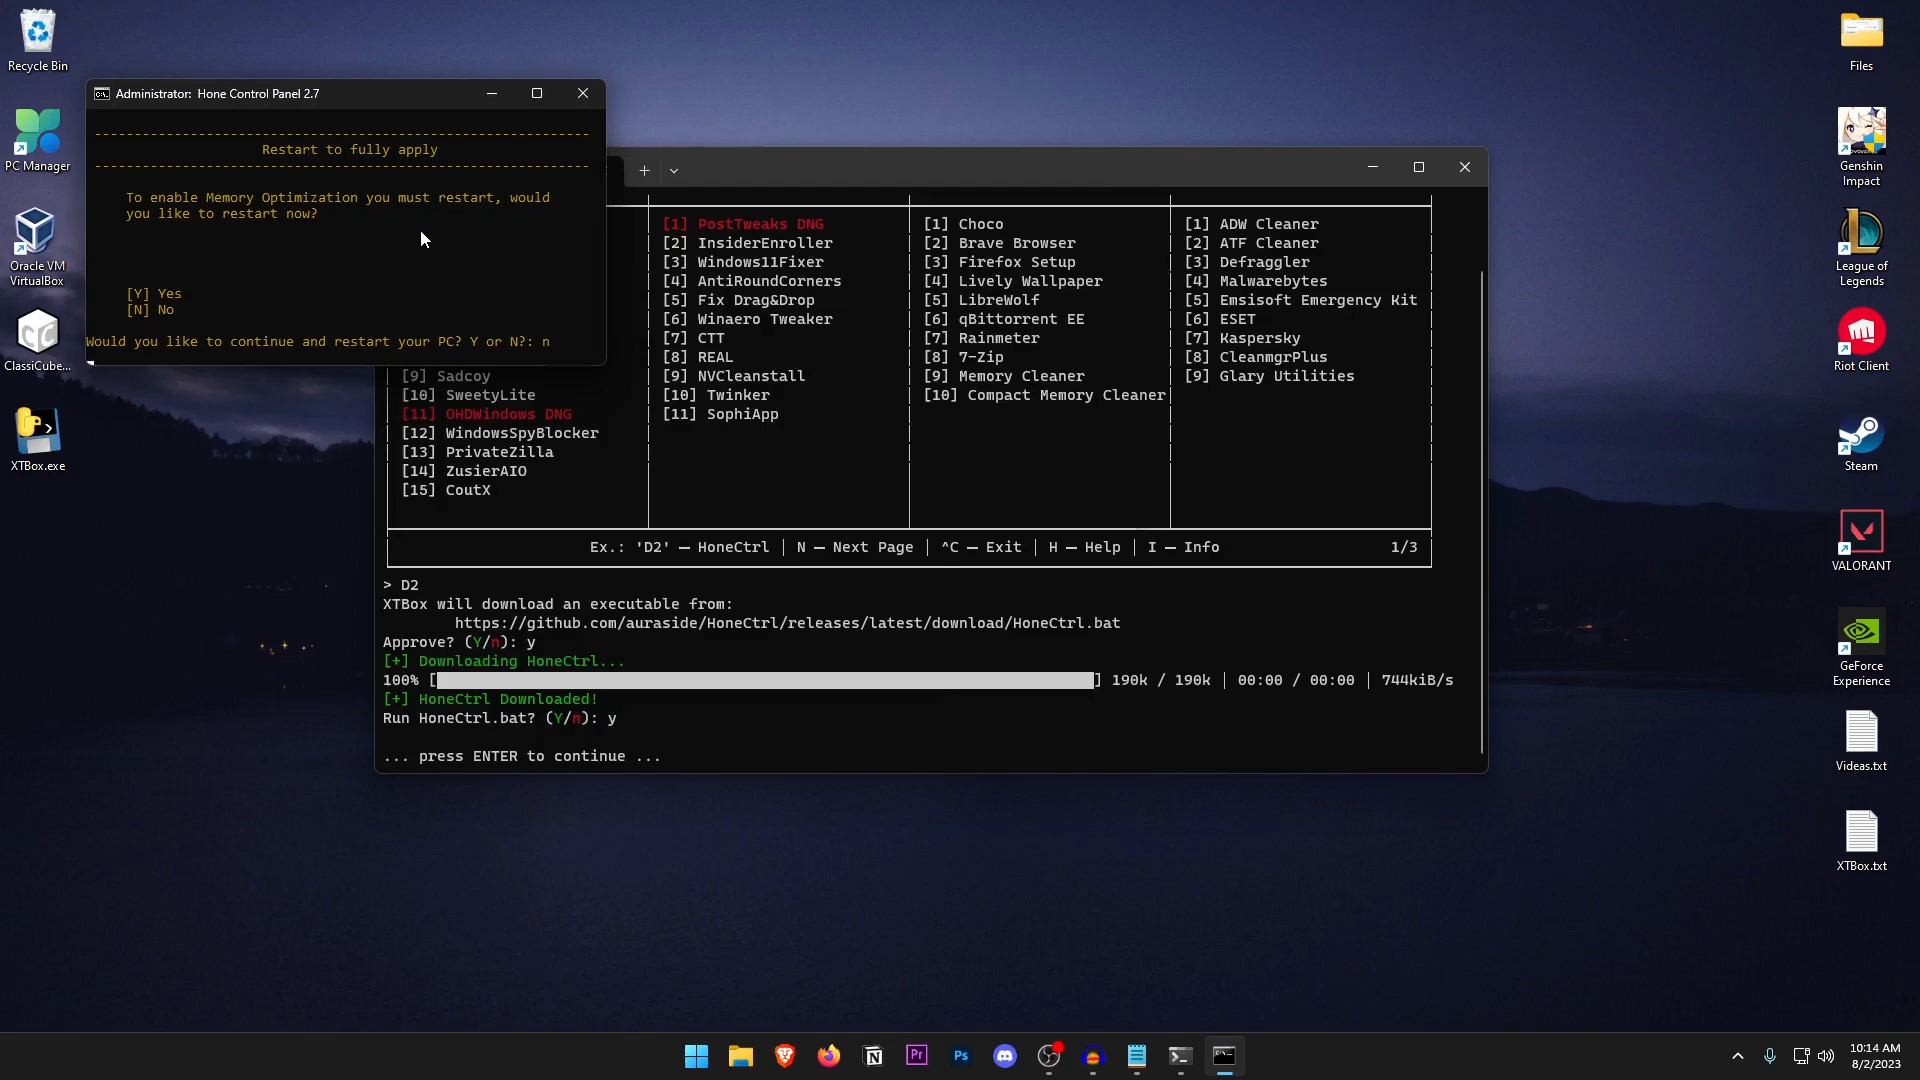 Recycle Bin
PC Manager
Oracle VM
VirtualBox
ClassiCube...
XTBox.exe
Administrator: Hone Control Panel 2.7
Restart to fully apply
To enable Memory Optimization you must restart, would
you like to restart now?
[Y] Yes
[N] No
Would you like to continue and restart your PC? Y or N?: n
[9] Sadcoy
[10] SweetyLite
[11] OHDWindows DNG
[12] WindowsSpyBlocker
[13] PrivateZilla
[14] ZusierAIO
[15] CoutX
[1] PostTweaks DNG
[2] InsiderEnroller
[3] Windows11Fixer
[4] AntiRoundCorners
[5] Fix Drag&Drop
[6] Winaero Tweaker
[7] CTT
[8] REAL
[9] NVCleanstall
[10] Twinker
[11] SophiApp
[1] Choco
[2] Brave Browser
[3] Firefox Setup
[4] Lively Wallpaper
[5] LibreWolf
[6] qBittorrent EE
[7] Rainmeter
[8] 7-Zip
[9] Memory Cleaner
[10] Compact Memory Cleaner
[1] ADW Cleaner
[2] ATF Cleaner
[3] Defraggler
[4] Malwarebytes
[5] Emsisoft Emergency Kit
[6] ESET
[7] Kaspersky
[8] CleanmgrPlus
[9] Glary Utilities
Ex.: 'D2' — HoneCtrl | N — Next Page | ^C — Exit | H — Help | I — Info 1/3
> D2
XTBox will download an executable from:
https://github.com/auraside/HoneCtrl/releases/latest/download/HoneCtrl.bat
Approve? (Y/n): y
[+] Downloading HoneCtrl...
100% [ ] 190k / 190k | 00:00 / 00:00 | 744kiB/s
[+] HoneCtrl Downloaded!
Run HoneCtrl.bat? (Y/n): y
... press ENTER to continue ...
Files
Genshin
Impact
League of
Legends
Riot Client
Steam
VALORANT
GeForce
Experience
Videas.txt
XTBox.txt
Pr
Ps
10:14 AM
8/2/2023